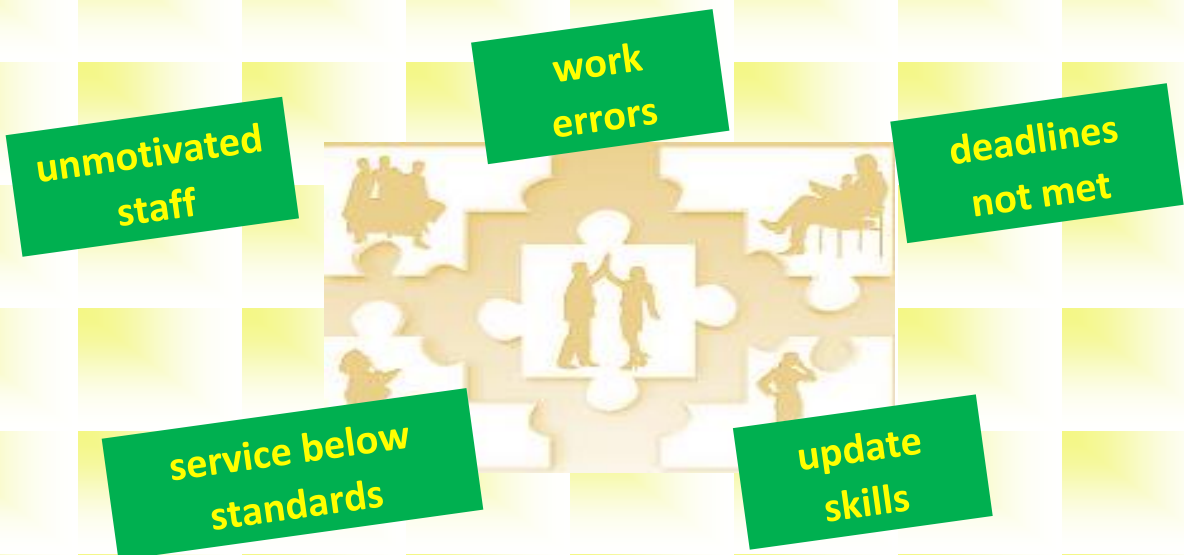 work
errors
unmotivated
staff
deadlines
not met
service below
standards
update
skills